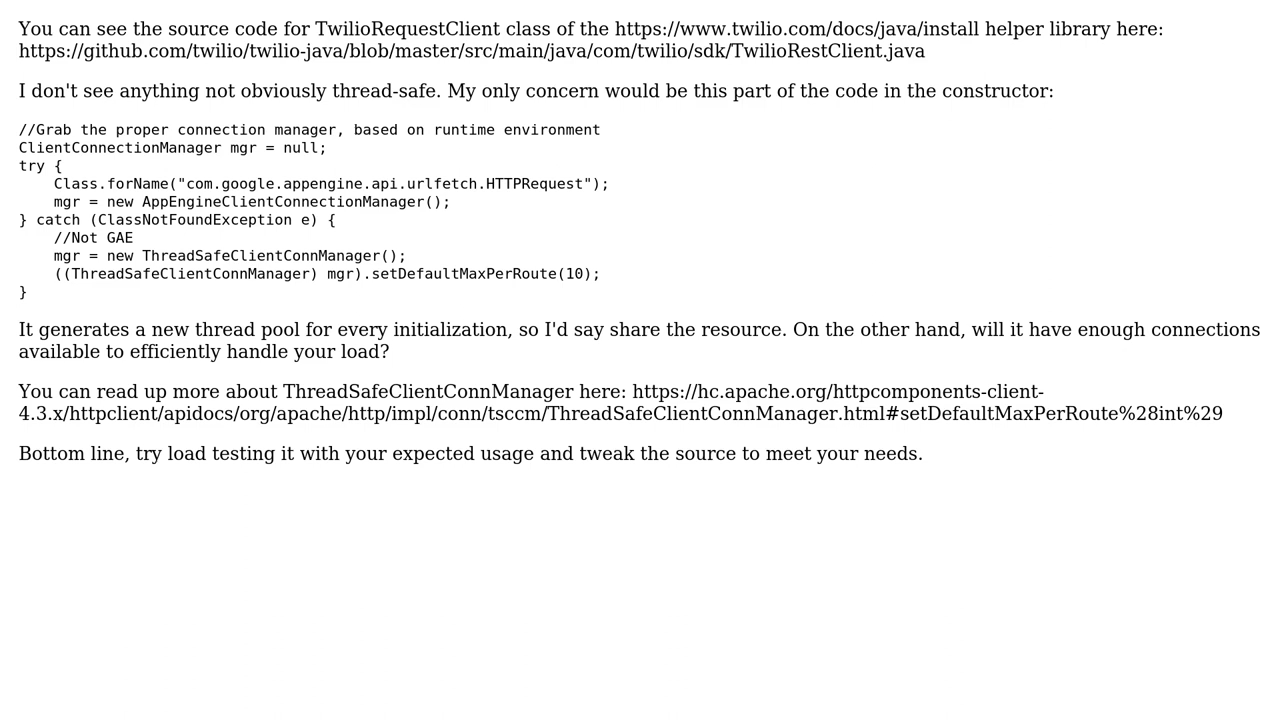 You can see the source code for TwilioRequestClient class of the https://www.twilio.com/docs/java/install helper library here:
https://github.com/twilio/twilio-java/blob/master/src/main/java/com/twilio/sdk/TwilioRestClient.java
I don't see anything not obviously thread-safe. My only concern would be this part of the code in the constructor:
//Grab the proper connection manager, based on runtime environment
ClientConnectionManager mgr = null;
try {
    Class.forName("com.google.appengine.api.urlfetch.HTTPRequest");
    mgr = new AppEngineClientConnectionManager();
} catch (ClassNotFoundException e) {
    //Not GAE
    mgr = new ThreadSafeClientConnManager();
    ((ThreadSafeClientConnManager) mgr).setDefaultMaxPerRoute(10);
}
It generates a new thread pool for every initialization, so I'd say share the resource. On the other hand, will it have enough connections
available to efficiently handle your load?
You can read up more about ThreadSafeClientConnManager here: https://hc.apache.org/httpcomponents-client-
4.3.x/httpclient/apidocs/org/apache/http/impl/conn/tsccm/ThreadSafeClientConnManager.html#setDefaultMaxPerRoute%28int%29
Bottom line, try load testing it with your expected usage and tweak the source to meet your needs.